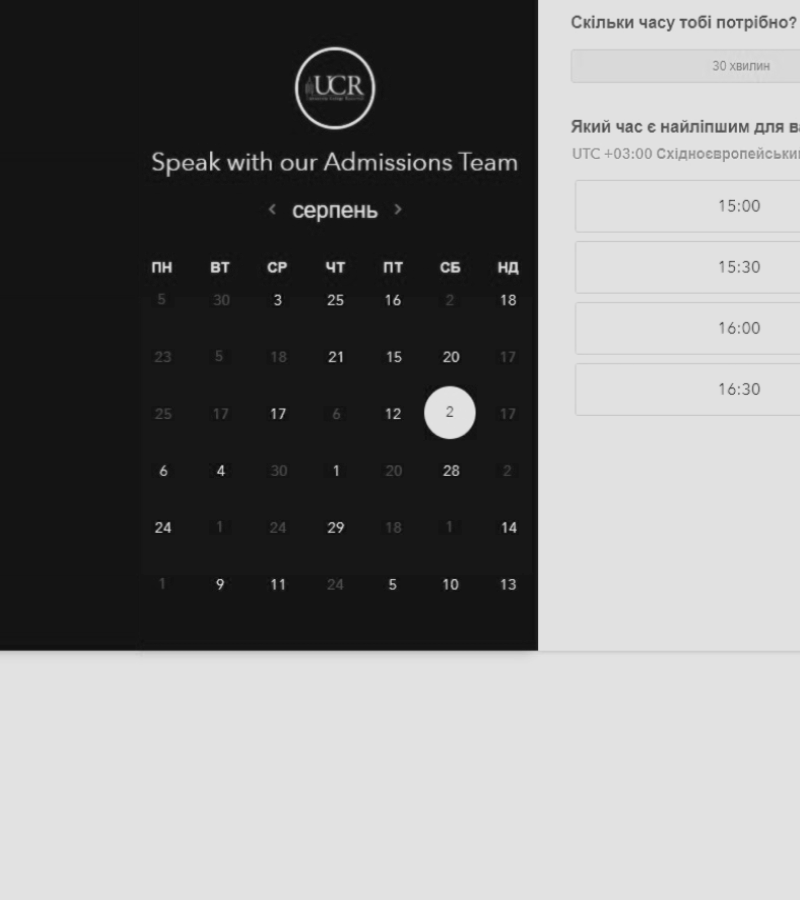 UCR
Speak with our Admissions Team
< серпень >
ПН ВТ СР ЧТ ПТ СБ НД
5 30 3 25 16 2 18
23 5 18 21 15 20 17
25 17 17 6 12 2 17
6 4 30 1 20 28 2
24 1 24 29 18 1 14
1 9 11 24 5 10 13
Скільки часу тобі потрібно?
30 хвилин
Який час є найліпшим для ва
UTC +03:00 Східноєвропейськи
15:00
15:30
16:00
16:30